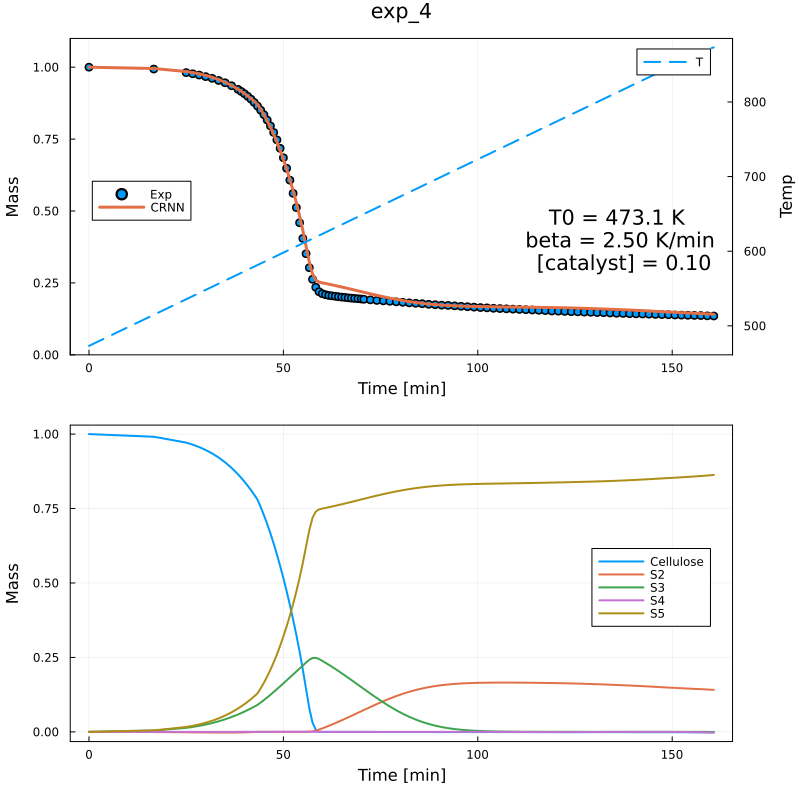 exp_4
Mass
1.00
0.75
0.50
0.25
0.00
T
Exp
CRNN
T0 = 473.1 K
beta = 2.50 K/min
[catalyst] = 0.10
800
700
600
500
Temp
0
50
100
150
Time [min]
Mass
1.00
0.75
0.50
0.25
0.00
Cellulose
S2
S3
S4
S5
0
50
100
150
Time [min]